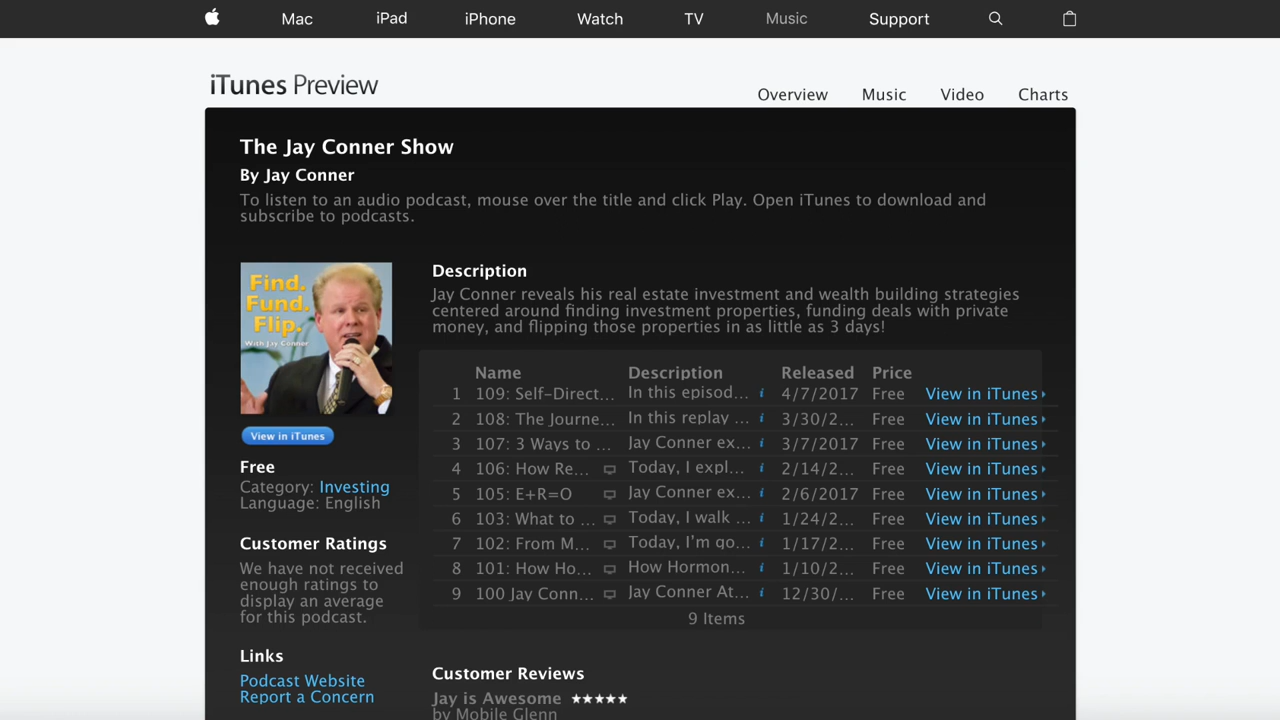 Mac iPad iPhone Watch TV Music Support
iTunes Preview
Overview Music Video Charts
The Jay Conner Show
By Jay Conner
To listen to an audio podcast, mouse over the title and click Play. Open iTunes to download and
subscribe to podcasts.
Find.
Fund.
Flip.
With Jay Conner
View in iTunes
Free
Category: Investing
Language: English
Customer Ratings
We have not received
enough ratings to
display an average
for this podcast.
Links
Podcast Website
Report a Concern
Description
Jay Conner reveals his real estate investment and wealth building strategies
centered around finding investment properties, funding deals with private
money, and flipping those properties in as little as 3 days!
Name Description Released Price
1 109: Self-Direct... In this episod... i 4/7/2017 Free View in iTunes
2 108: The Journe... In this replay ... i 3/30/2... Free View in iTunes
3 107: 3 Ways to ... Jay Conner ex... i 3/7/2017 Free View in iTunes
4 106: How Re... Today, I expl... i 2/14/2... Free View in iTunes
5 105: E+R=O Jay Conner ex... i 2/6/2017 Free View in iTunes
6 103: What to ... Today, I walk ... i 1/24/2... Free View in iTunes
7 102: From M... Today, I'm go... i 1/17/2... Free View in iTunes
8 101: How Ho... How Hormon... i 1/10/2... Free View in iTunes
9 100 Jay Conn... Jay Conner At... i 12/30/... Free View in iTunes
9 Items
Customer Reviews
Jay is Awesome ★★★★★
by Mobile Glenn